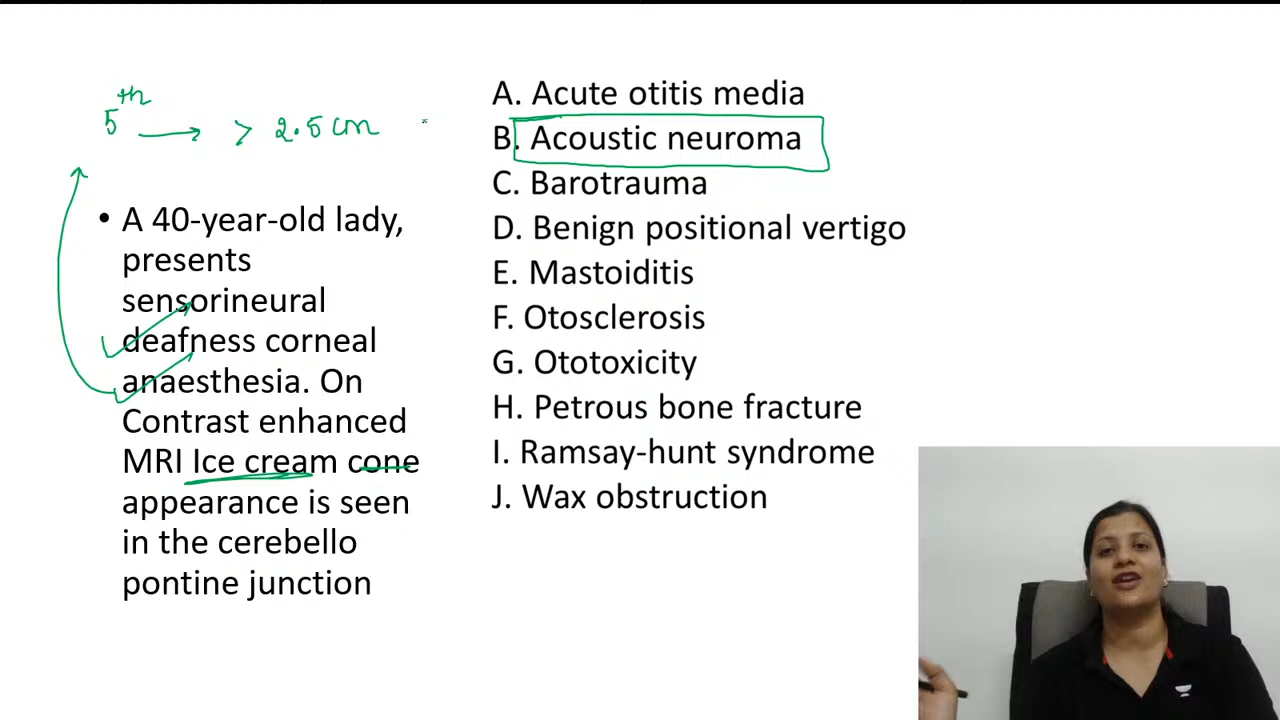 5th → > 2.5 cm
• A 40-year-old lady,
presents
sensorineural
deafness corneal
anaesthesia. On
Contrast enhanced
MRI Ice cream cone
appearance is seen
in the cerebello
pontine junction
A. Acute otitis media
B. Acoustic neuroma
C. Barotrauma
D. Benign positional vertigo
E. Mastoiditis
F. Otosclerosis
G. Ototoxicity
H. Petrous bone fracture
I. Ramsay-hunt syndrome
J. Wax obstruction